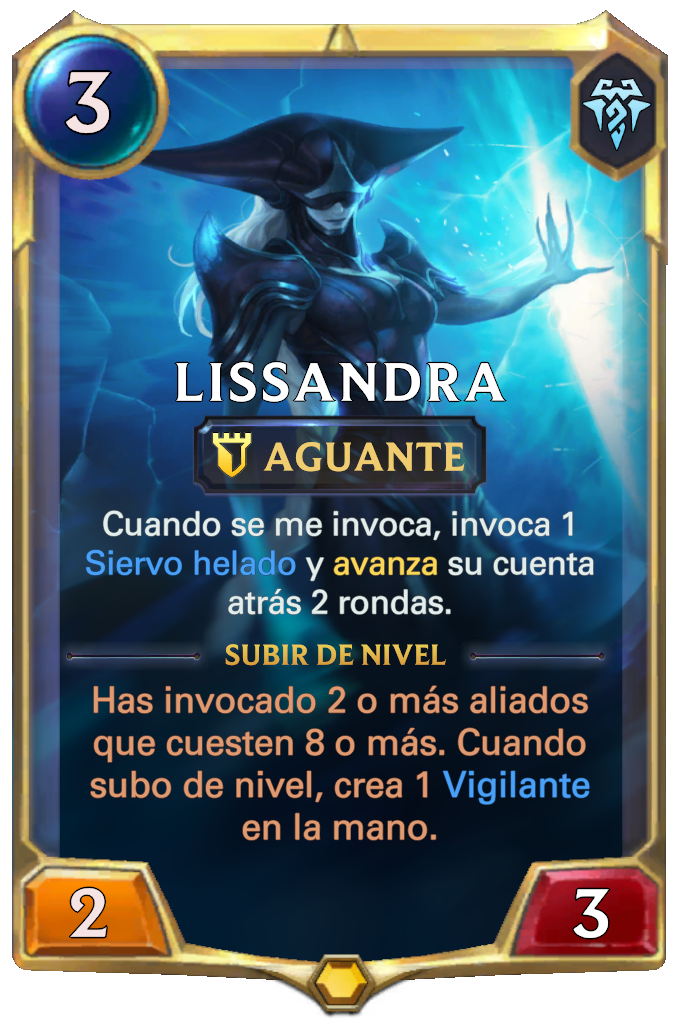 3
LISSANDRA
AGUANTE
Cuando se me invoca, invoca 1
Siervo helado y avanza su cuenta
atrás 2 rondas.
SUBIR DE NIVEL
Has invocado 2 o más aliados
que cuesten 8 o más. Cuando
subo de nivel, crea 1 Vigilante
en la mano.
2
3